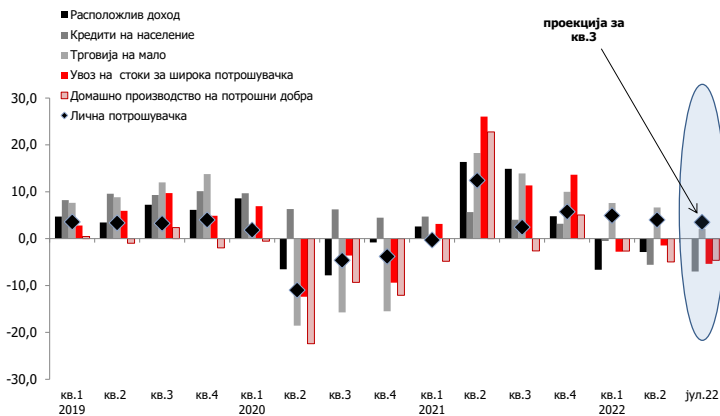 Расположлив доход
Кредити на население
Трговија на мало
Увоз на стоки за широка потрошувачка
Домашно производство на потрошни добра
Лична потрошувачка
проекција за
кв.3
30,0
20,0
10,0
0,0
-10,0
-20,0
-30,0
кв.1 кв.2 кв.3 кв.4 кв.1 кв.2 кв.3 кв.4 кв.1 кв.2 кв.3 кв.4 кв.1 кв.2 јул.22
2019 2020 2021 2022